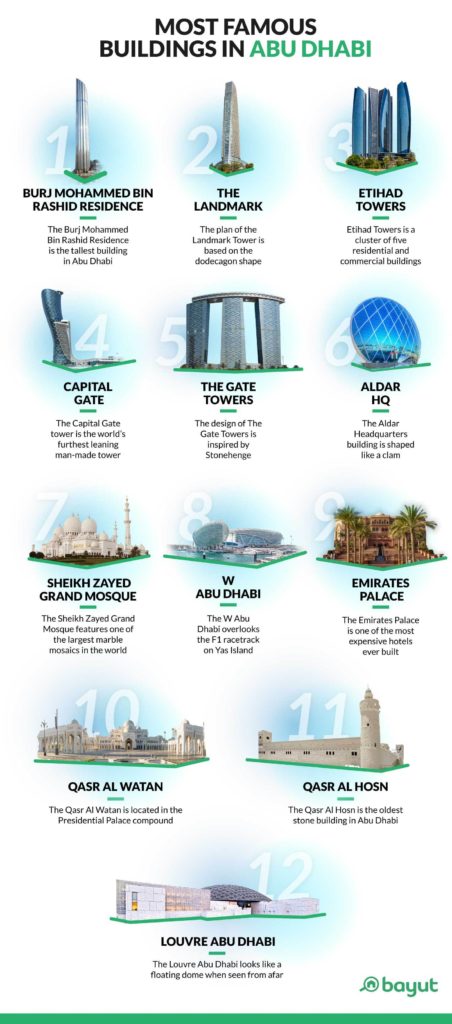 MOST FAMOUS
BUILDINGS IN ABU DHABI
1
BURJ MOHAMMED BIN
RASHID RESIDENCE
The Burj Mohammed
Bin Rashid Residence
is the tallest building
in Abu Dhabi
2
THE
LANDMARK
The plan of the
Landmark Tower is
based on the
dodecagon shape
3
ETIHAD
TOWERS
Etihad Towers is a
cluster of five
residential and
commercial buildings
4
CAPITAL
GATE
The Capital Gate
tower is the world's
furthest leaning
man-made tower
5
THE GATE
TOWERS
The design of The
Gate Towers is
inspired by
Stonehenge
6
ALDAR
HQ
The Aldar
Headquarters
building is shaped
like a clam
7
SHEIKH ZAYED
GRAND MOSQUE
The Sheikh Zayed Grand
Mosque features one of
the largest marble
mosaics in the world
8
W
ABU DHABI
The W Abu
Dhabi overlooks
the F1 racetrack
on Yas Island
9
EMIRATES
PALACE
The Emirates Palace
is one of the most
expensive hotels
ever built
10
QASR AL WATAN
The Qasr Al Watan is located in the
Presidential Palace compound
11
QASR AL HOSN
The Qasr Al Hosn is the oldest
stone building in Abu Dhabi
12
LOUVRE ABU DHABI
The Louvre Abu Dhabi looks like a
floating dome when seen from afar
bayut